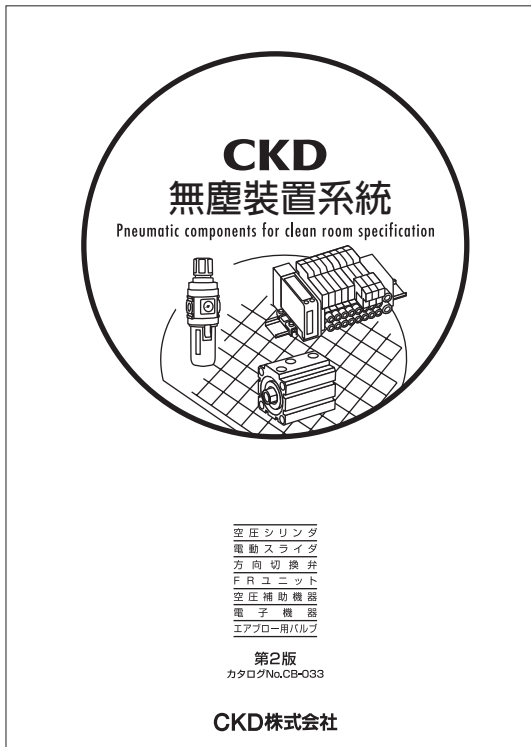 CKD
無塵装置系統
Pneumatic components for clean room specification
空圧シリンダ
電動スライダ
方向切換弁
FRユニット
空圧補助機器
電子機器
エアブロー用バルブ
第2版
カタログNo.CB-033
CKD株式会社